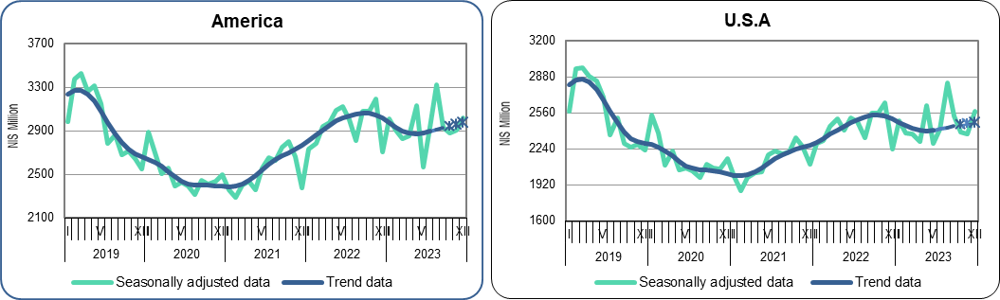 America
3700
3300
2900
2500
2100
NIS Million
I V XII V XII V XII V XII V XII
2019 2020 2021 2022 2023
Seasonally adjusted data Trend data
U.S.A
3200
2880
2560
2240
1920
1600
NIS Million
I V XII V XII V XII V XII V XII
2019 2020 2021 2022 2023
Seasonally adjusted data Trend data